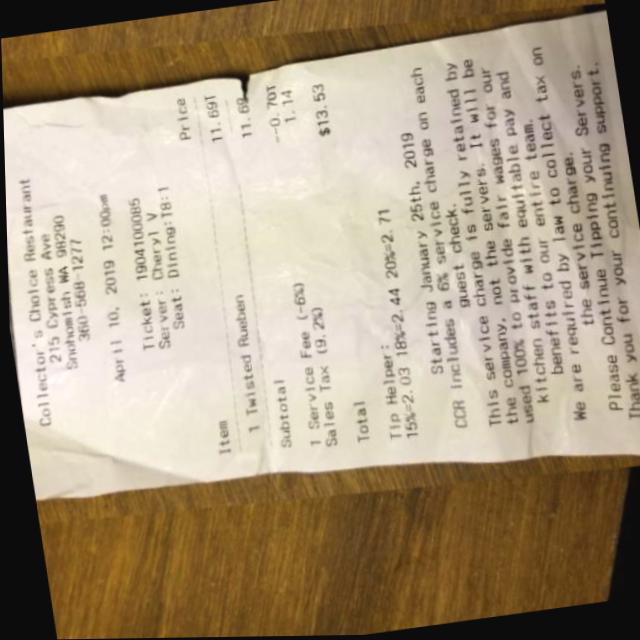 Collector's Choice Restaurant
215 Cypress Ave
Snohomish WA 98290
360-568-1277
April 10, 2019 12:00pm
Ticket: 1904100085
Server: Cheryl V
Seat: Dining:T6:1
Item Price
1 Twisted Rueben 11.69T
Subtotal 11.69
1 Service Fee (-6%) --0.70T
Sales Tax (9.2%) 1.14
Total $13.53
Tip Helper:
15%=2.03 18%=2.44 20%=2.71
Starting January 25th, 2019
CCR includes a 6% service charge on each
guest check.
This service charge is fully retained by
the company, not the servers. It will be
used 100% to provide fair wages for our
kitchen staff with equitable pay and
benefits to our entire team.
We are required by law to collect tax on
the service charge.
Please Continue Tipping your Servers.
Thank you for your continuing support.